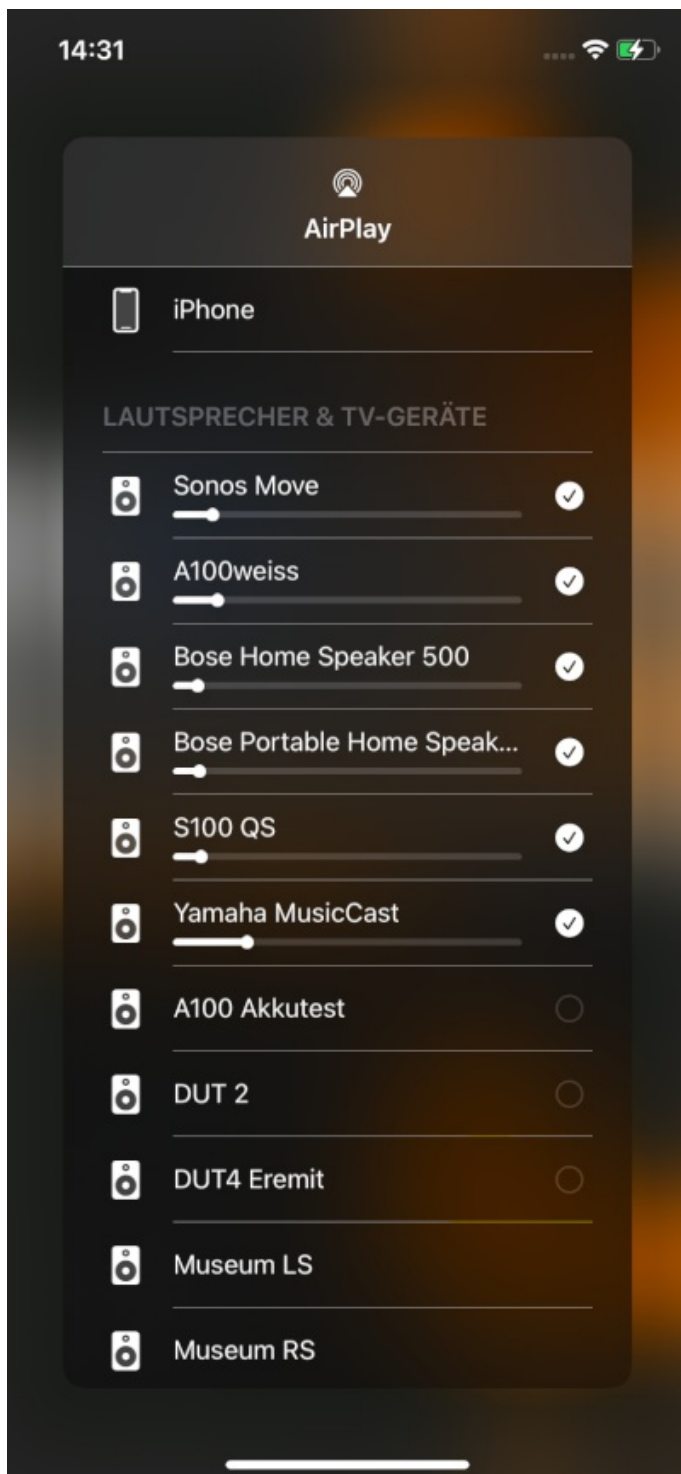 14:31
AirPlay
iPhone
LAUTSPRECHER & TV-GERÄTE
Sonos Move
A100weiss
Bose Home Speaker 500
Bose Portable Home Speak...
S100 QS
Yamaha MusicCast
A100 Akkutest
DUT 2
DUT4 Eremit
Museum LS
Museum RS